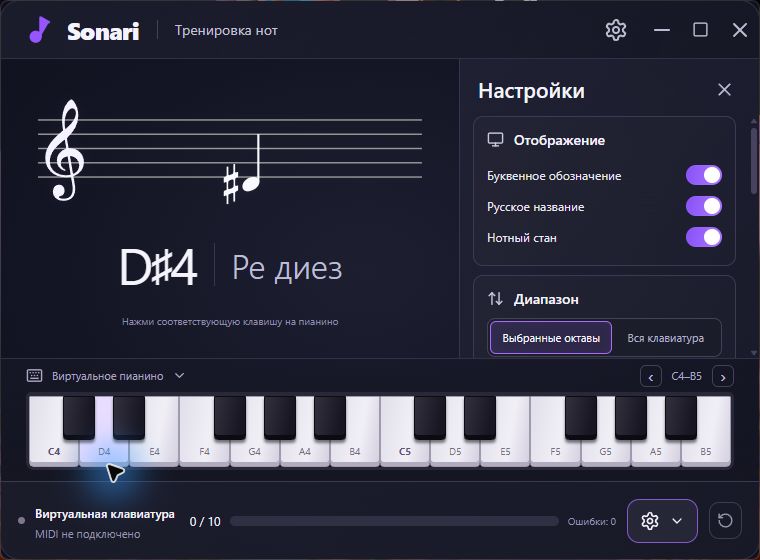 Sonari Тренировка нот
Настройки
Отображение
Буквенное обозначение
Русское название
Нотный стан
D♯4 Ре диез
Нажми соответствующую клавишу на пианино
Диапазон
Выбранные октавы Вся клавиатура
Виртуальное пианино C4–B5
C4 D4 E4 F4 G4 A4 B4 C5 D5 E5 F5 G5 A5 B5
Виртуальная клавиатура
MIDI не подключено
0 / 10
Ошибки: 0